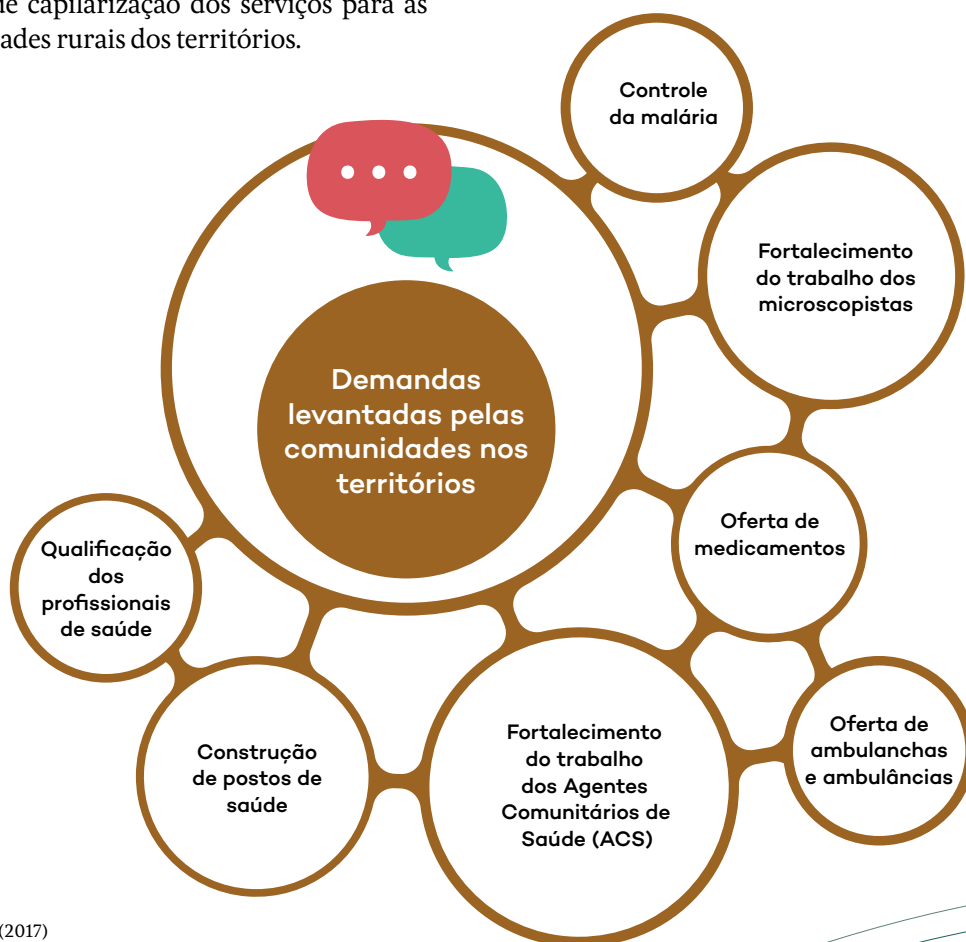 de capilarização dos serviços para as
dades rurais dos territórios.
Controle
da malária
Fortalecimento
do trabalho dos
microscopistas
Demandas
levantadas pelas
comunidades nos
territórios
Oferta de
medicamentos
Qualificação
dos
profissionais
de saúde
Construção
de postos de
saúde
Fortalecimento
do trabalho
dos Agentes
Comunitários de
Saúde (ACS)
Oferta de
ambulanchas
e ambulâncias
(2017)